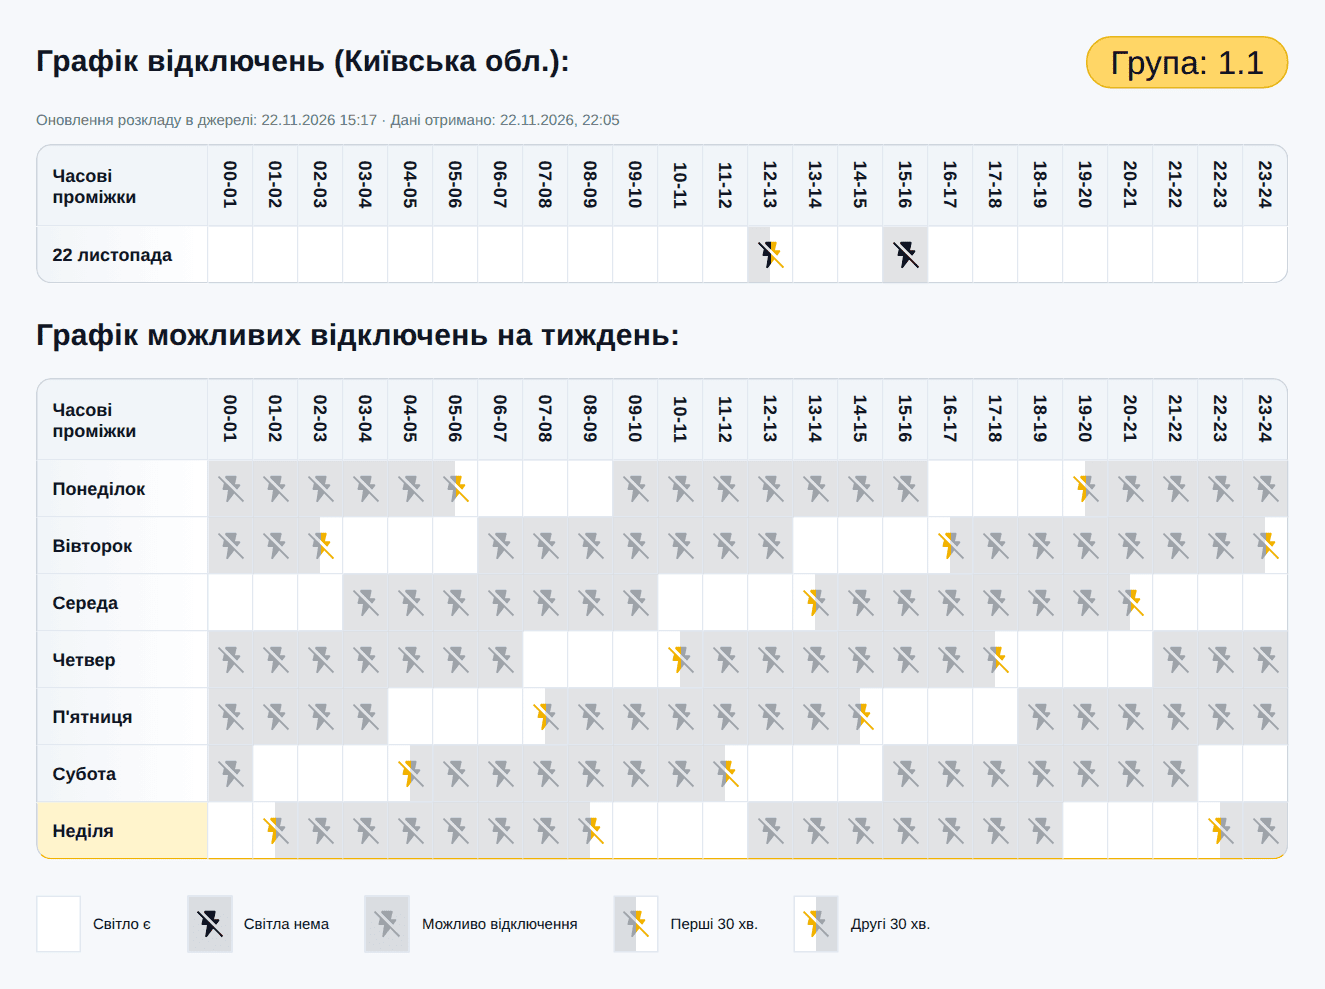 Графік відключень (Київська обл.):
Група: 1.1
Оновлення розкладу в джерелі: 22.11.2026 15:17 · Дані отримано: 22.11.2026, 22:05
Часові
проміжки
00-01 01-02 02-03 03-04 04-05 05-06 06-07 07-08 08-09 09-10 10-11 11-12 12-13 13-14 14-15 15-16 16-17 17-18 18-19 19-20 20-21 21-22 22-23 23-24
22 листопада
Графік можливих відключень на тиждень:
Часові
проміжки
00-01 01-02 02-03 03-04 04-05 05-06 06-07 07-08 08-09 09-10 10-11 11-12 12-13 13-14 14-15 15-16 16-17 17-18 18-19 19-20 20-21 21-22 22-23 23-24
Понеділок
Вівторок
Середа
Четвер
П'ятниця
Субота
Неділя
Світло є
Світла нема
Можливо відключення
Перші 30 хв.
Другі 30 хв.